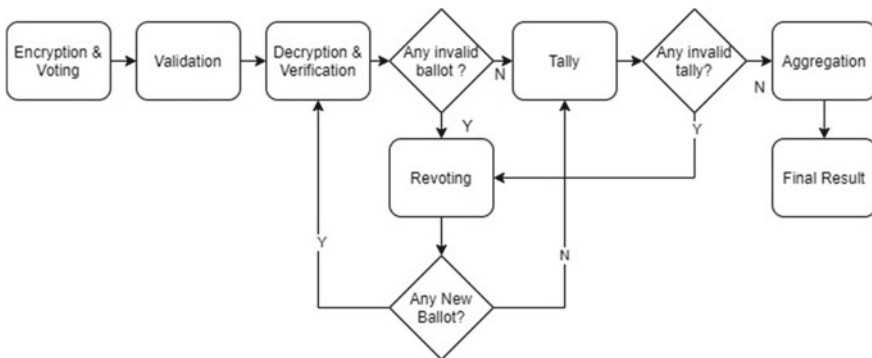 Encryption &
Voting
Validation
Decryption &
Verification
Any invalid
ballot ?
N
Tally
Any invalid
tally?
N
Aggregation
Y
Y
Revoting
Final Result
Y
N
Any New
Ballot?